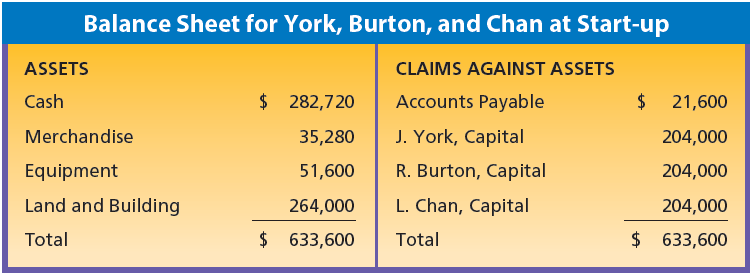 Balance Sheet for York, Burton, and Chan at Start-up
ASSETS CLAIMS AGAINST ASSETS
Cash $ 282,720 Accounts Payable $ 21,600
Merchandise 35,280 J. York, Capital 204,000
Equipment 51,600 R. Burton, Capital 204,000
Land and Building 264,000 L. Chan, Capital 204,000
Total $ 633,600 Total $ 633,600